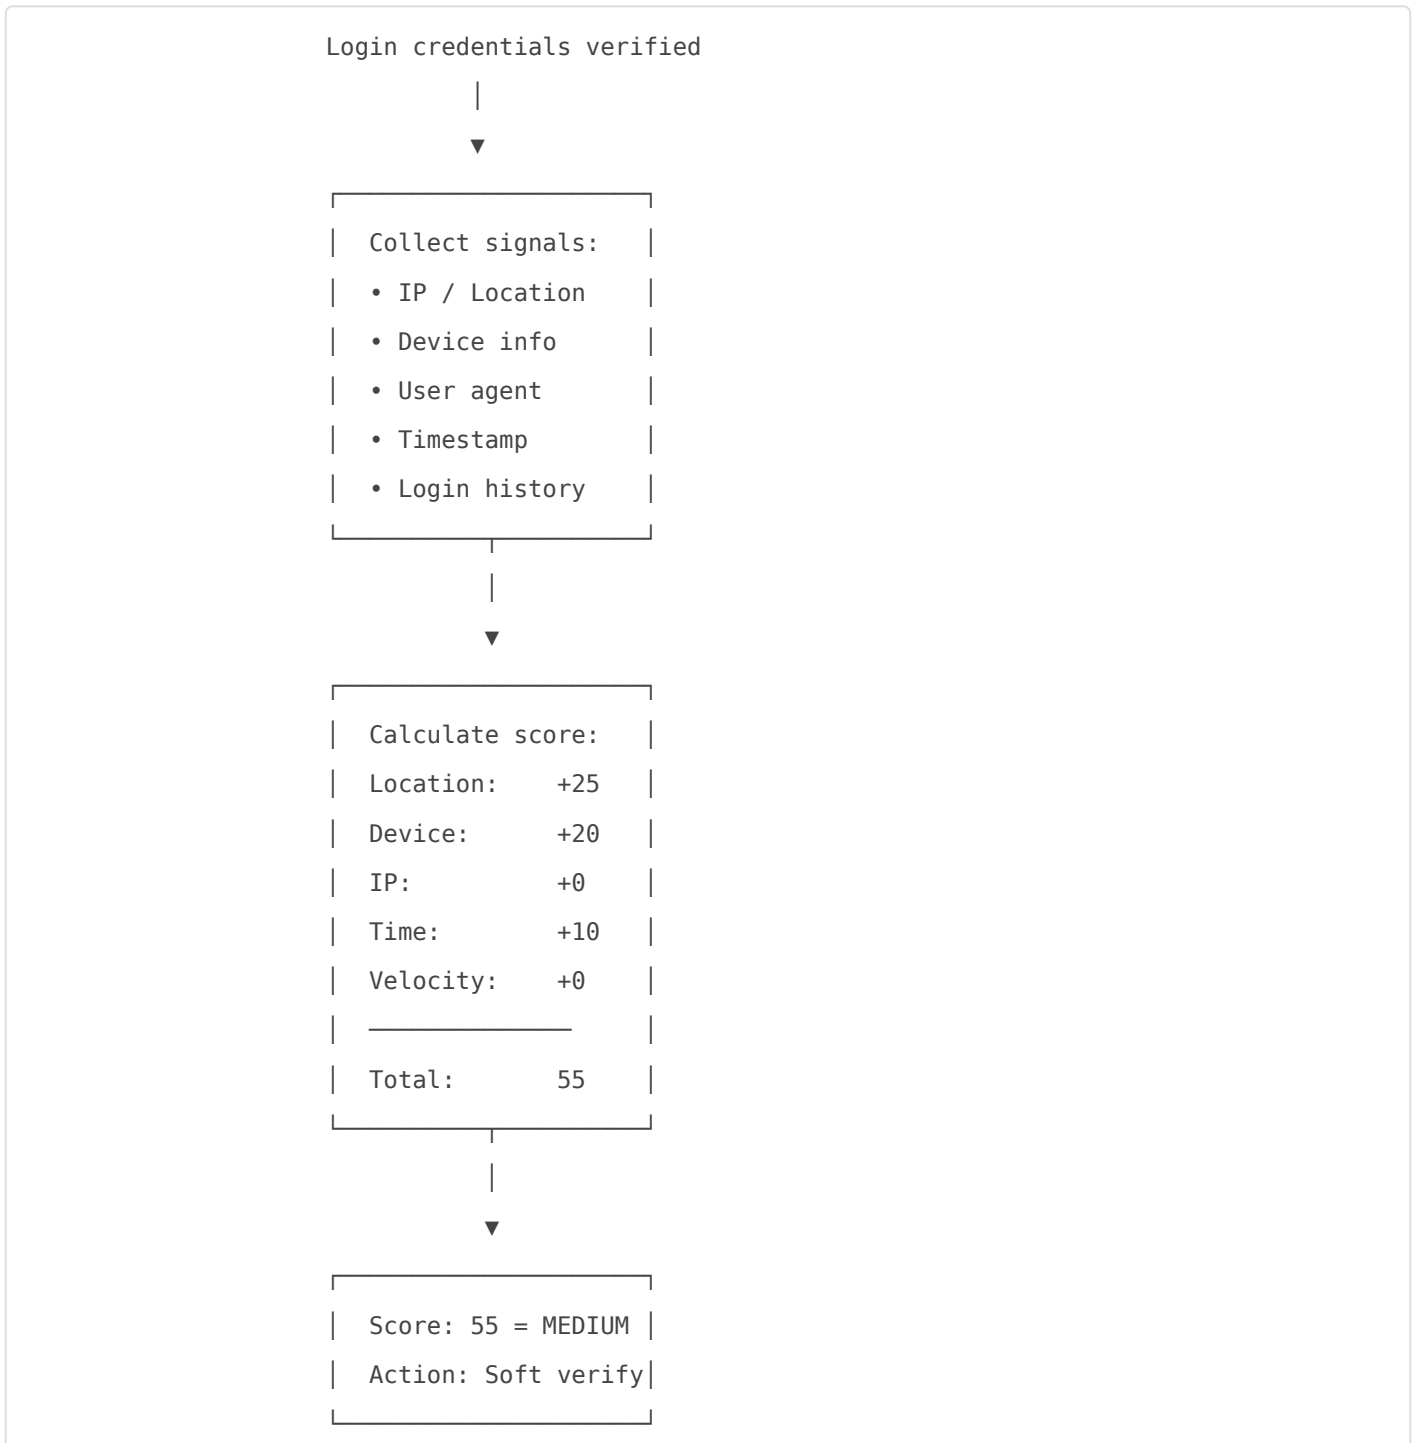 Login credentials verified
Collect signals:
• IP / Location
• Device info
• User agent
• Timestamp
• Login history
Calculate score:
Location: +25
Device: +20
IP: +0
Time: +10
Velocity: +0
Total: 55
Score: 55 = MEDIUM
Action: Soft verify